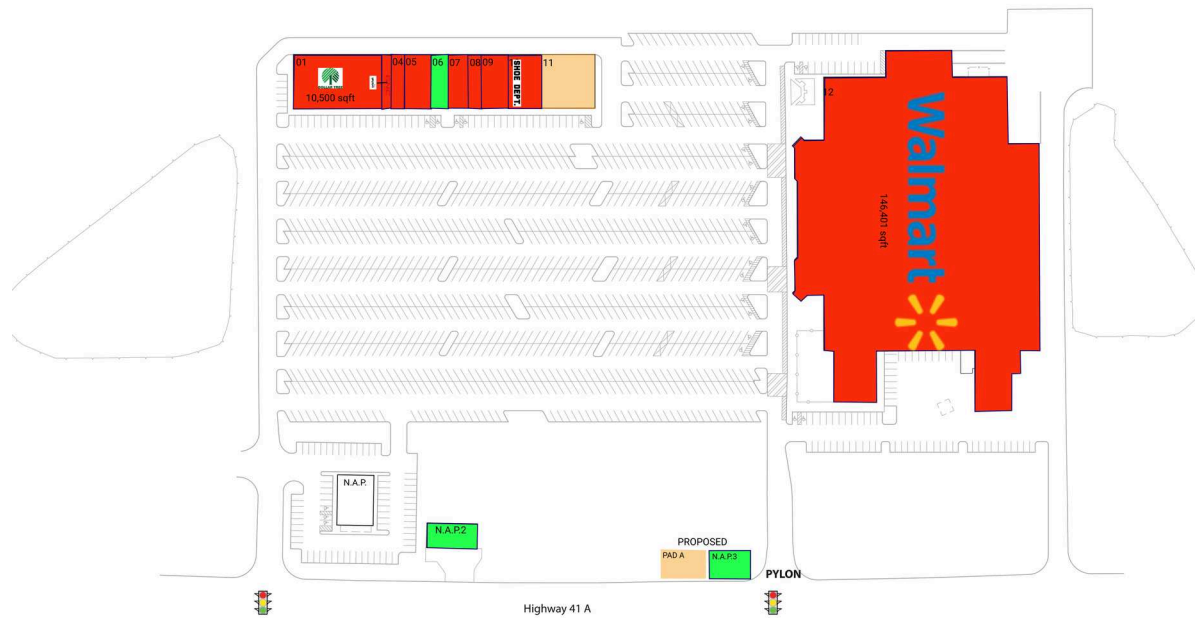 01
04 05
06
07
08 09
SHOE DEPT.
11
10,500 sqft
12
Walmart
146,401 sqft
N.A.P.
N.A.P.2
PROPOSED
PAD A
N.A.P.3
PYLON
Highway 41 A